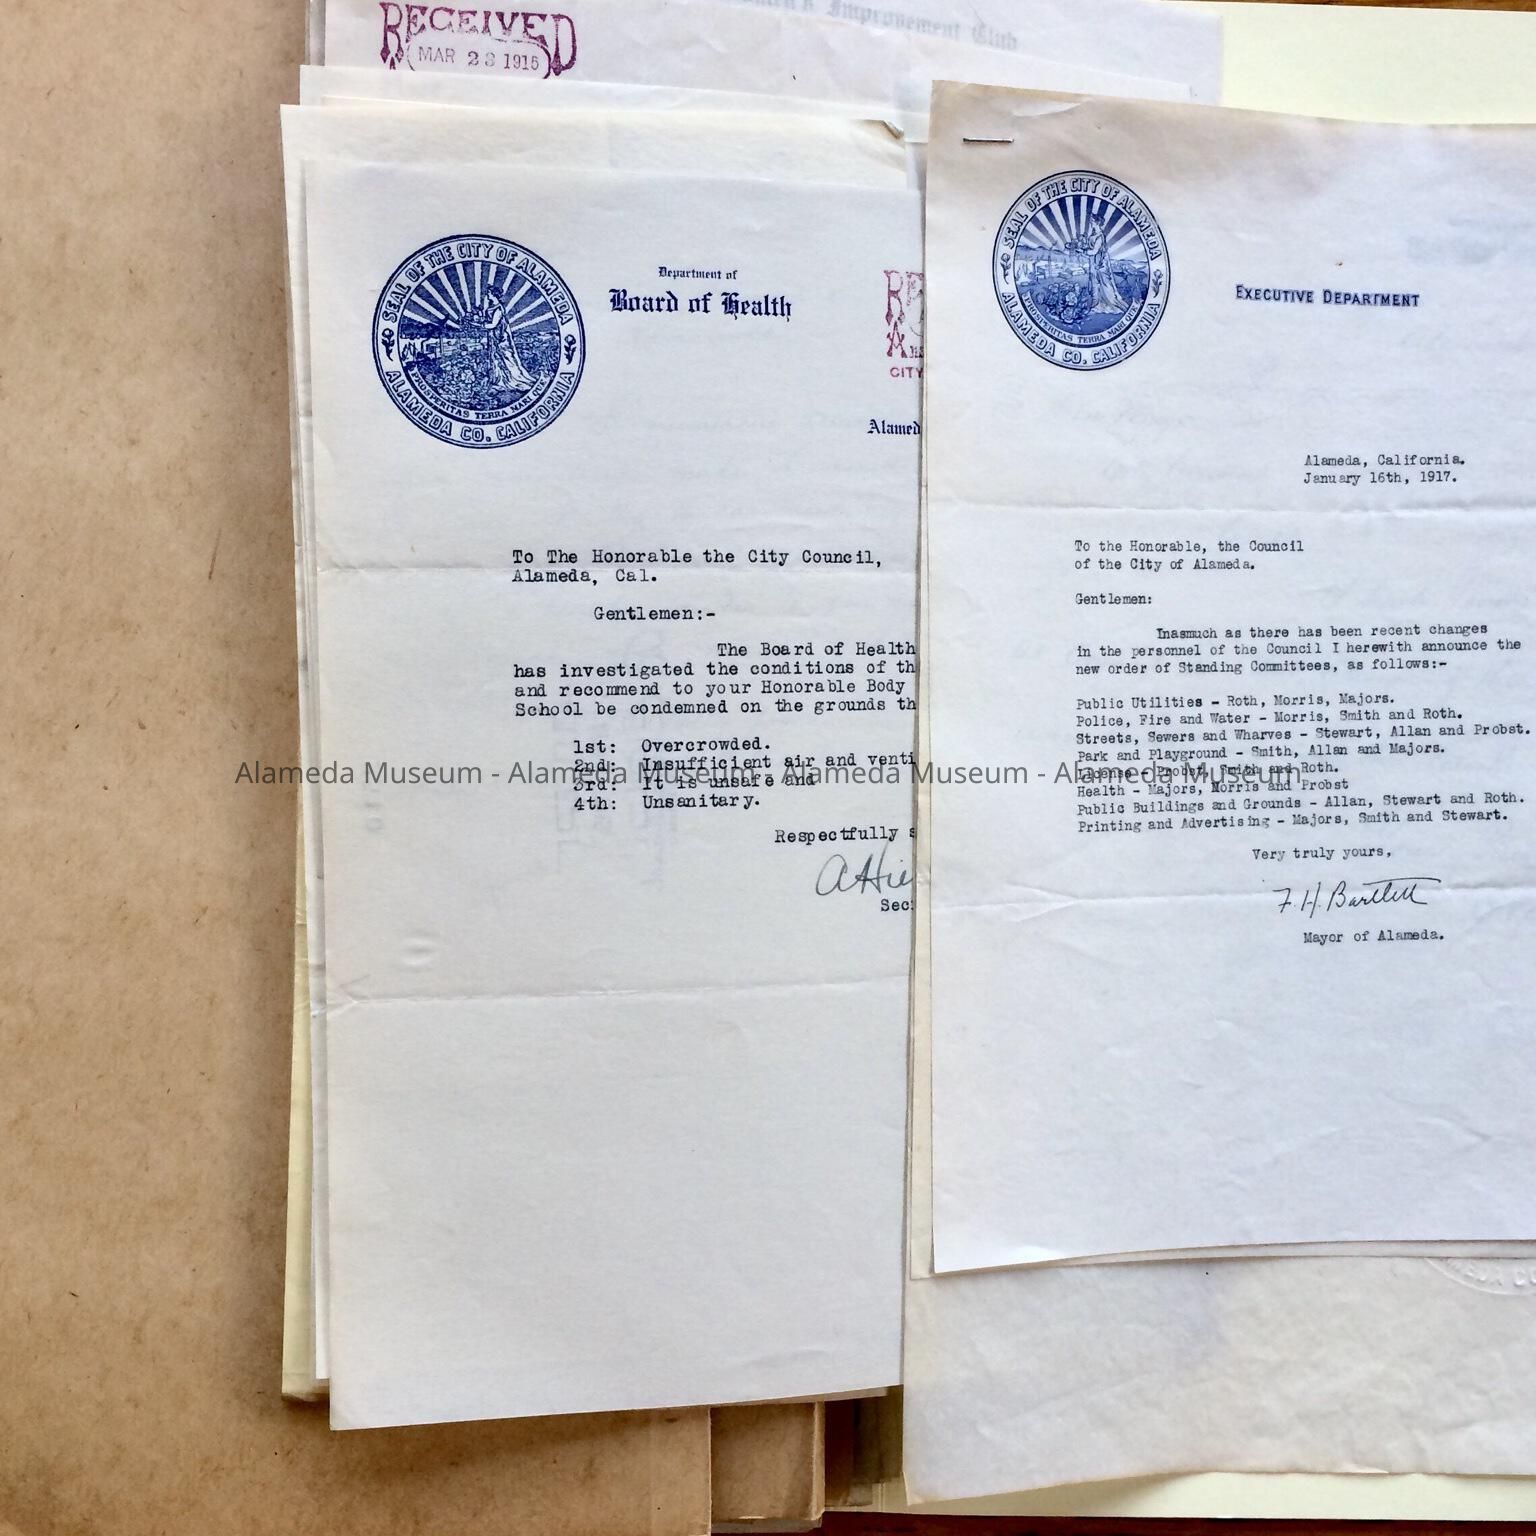 Women's Improvement Club
RECEIVED
MAR 23 1915
SEAL OF THE CITY OF ALAMEDA
ALAMEDA CO. CALIFORNIA
PROSPERITAS TERRA MARI QUE
Department of
Board of Health
RE
A
CITY
Alamed
To The Honorable the City Council,
Alameda, Cal.
Gentlemen:-
The Board of Health
has investigated the conditions of th
and recommend to your Honorable Body
School be condemned on the grounds th
1st: Overcrowded.
2nd: Insufficient air and venti
3rd: It is unsafe and
4th: Unsanitary.
Respectfully s
A Hie
Sec
SEAL OF THE CITY OF ALAMEDA
ALAMEDA CO. CALIFORNIA
PROSPERITAS TERRA MARI QUE
EXECUTIVE DEPARTMENT
Alameda, California.
January 16th, 1917.
To the Honorable, the Council
of the City of Alameda.
Gentlemen:
Inasmuch as there has been recent changes
in the personnel of the Council I herewith announce the
new order of Standing Committees, as follows:-
Public Utilities - Roth, Morris, Majors.
Police, Fire and Water - Morris, Smith and Roth.
Streets, Sewers and Wharves - Stewart, Allan and Probst.
Park and Playground - Smith, Allan and Majors.
License - Probst, Smith and Roth.
Health - Majors, Morris and Probst
Public Buildings and Grounds - Allan, Stewart and Roth.
Printing and Advertising - Majors, Smith and Stewart.
Very truly yours,
F. H. Bartlett
Mayor of Alameda.
Alameda Museum - Alameda Museum - Alameda Museum - Alameda Museum